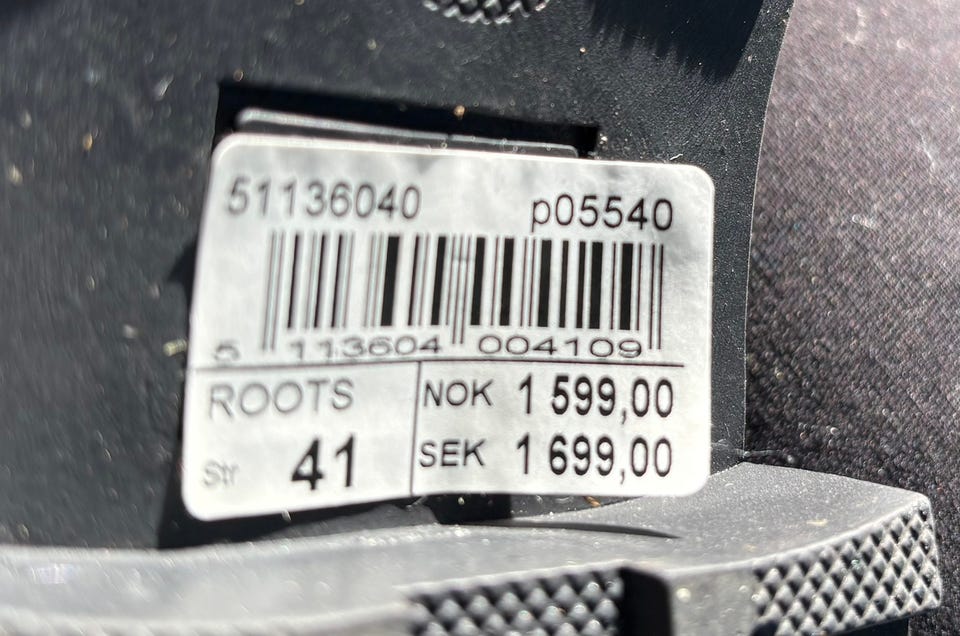 51136040 p05540
5 113604 004109
ROOTS
Str 41
NOK 1 599,00
SEK 1 699,00